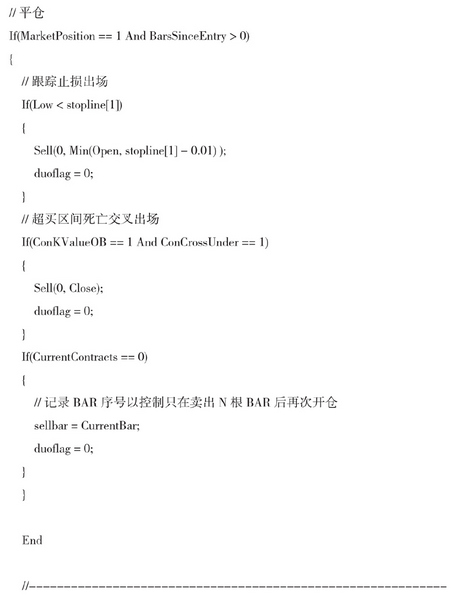 // 平仓
If(MarketPosition == 1 And BarsSinceEntry > 0)
{
// 跟踪止损出场
If(Low < stopline[1])
{
Sell(0, Min(Open, stopline[1] - 0.01) );
duoflag = 0;
}
// 超买区间死亡交叉出场
If(ConKValueOB == 1 And ConCrossUnder == 1)
{
Sell(0, Close);
duoflag = 0;
}
If(CurrentContracts == 0)
{
// 记录 BAR 序号以控制只在卖出 N 根 BAR 后再次开仓
sellbar = CurrentBar;
duoflag = 0;
}
}
End
//------------------------------------------------------------